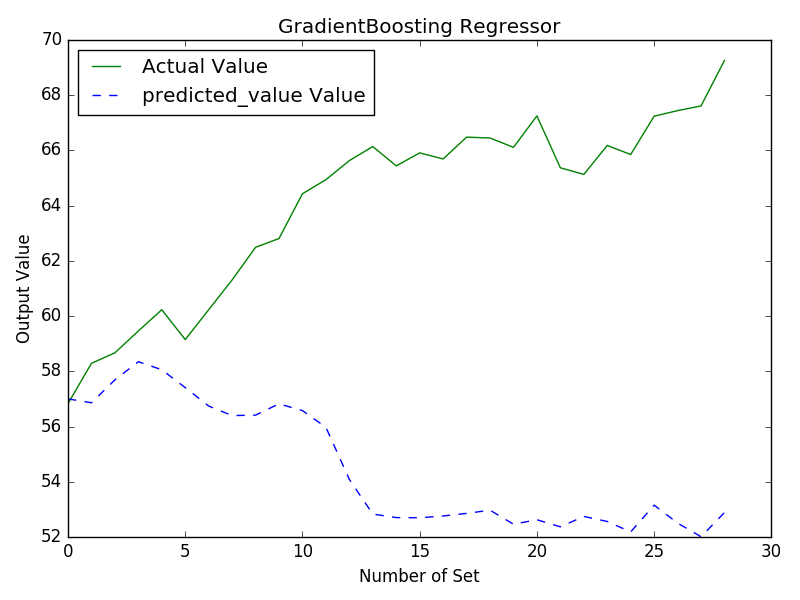 GradientBoosting Regressor
Actual Value
predicted_value Value
70
68
66
64
62
60
58
56
54
52
Output Value
0 5 10 15 20 25 30
Number of Set